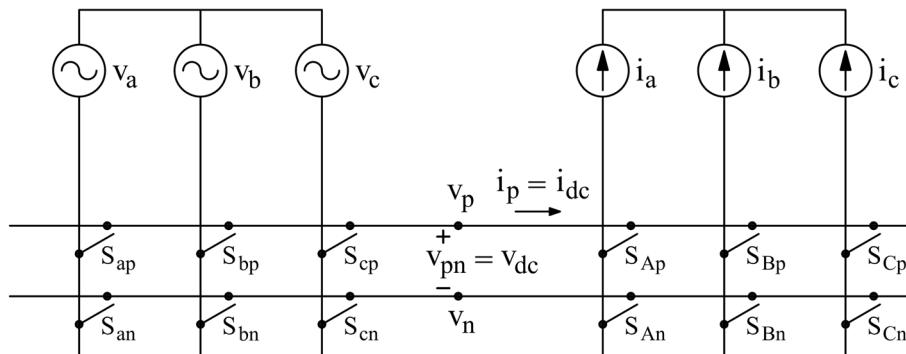 v_a v_b v_c i_a i_b i_c
v_p i_p = i_dc
+
S_ap S_bp S_cp v_pn = v_dc S_Ap S_Bp S_Cp
−
S_an S_bn S_cn v_n S_An S_Bn S_Cn